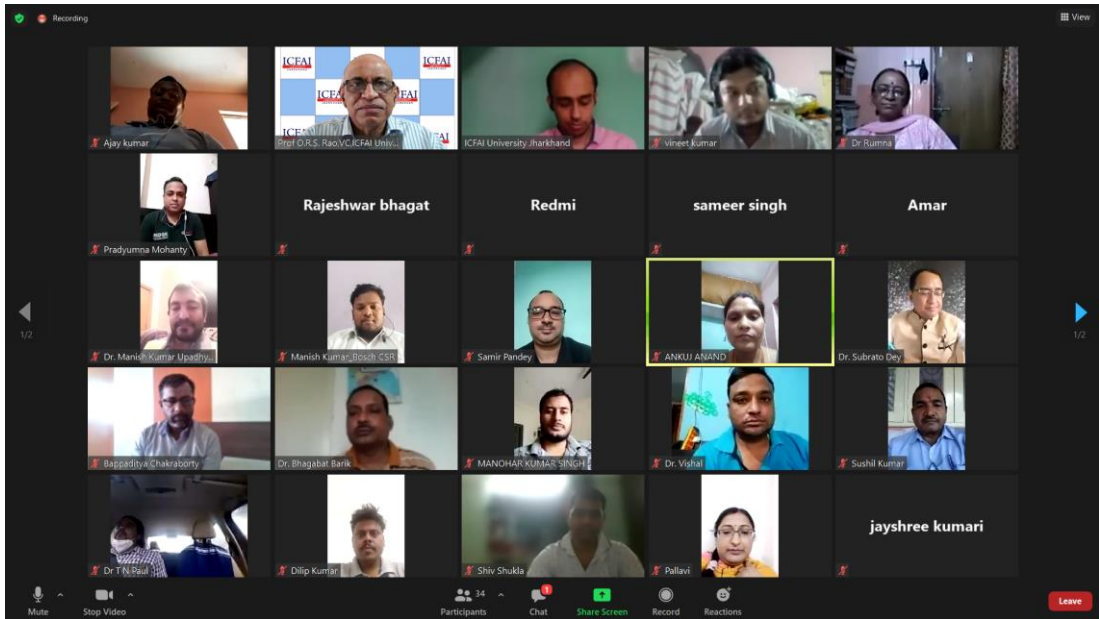 Recording
View
ICFAI ICFAI
ICFAI
Ajay kumar
Prof O.R.S. Rao,VC,ICFAI Univ...
ICFAI University Jharkhand
vineet kumar
Dr Rumna
Pradyumna Mohanty
Rajeshwar bhagat
Redmi
sameer singh
Amar
1/2
Dr. Manish Kumar Upadhy...
Manish Kumar_Bosch CSR
Samir Pandey
ANKUJ ANAND
Dr. Subrato Dey
1/2
Bappaditya Chakraborty
Dr. Bhagabat Barik
MANOHAR KUMAR SINGH
Dr. Vishal
Sushil Kumar
Dr T N Paul
Dilip Kumar
Shiv Shukla
Pallavi
jayshree kumari
Mute
Stop Video
34
Participants
1
Chat
Share Screen
Record
Reactions
Leave